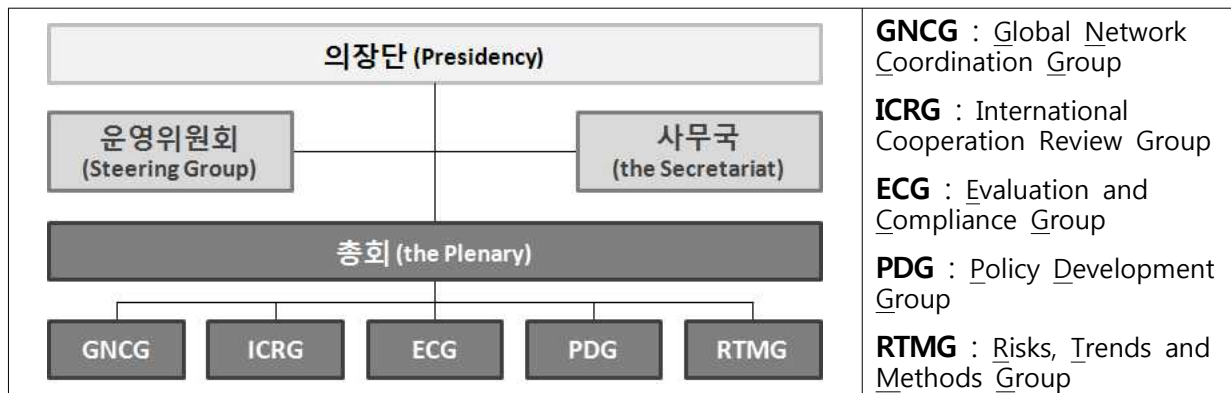 의장단 (Presidency)
운영위원회
(Steering Group)
사무국
(the Secretariat)
총회 (the Plenary)
GNCG
ICRG
ECG
PDG
RTMG
GNCG : Global Network
Coordination Group
ICRG : International
Cooperation Review Group
ECG : Evaluation and
Compliance Group
PDG : Policy Development
Group
RTMG : Risks, Trends and
Methods Group